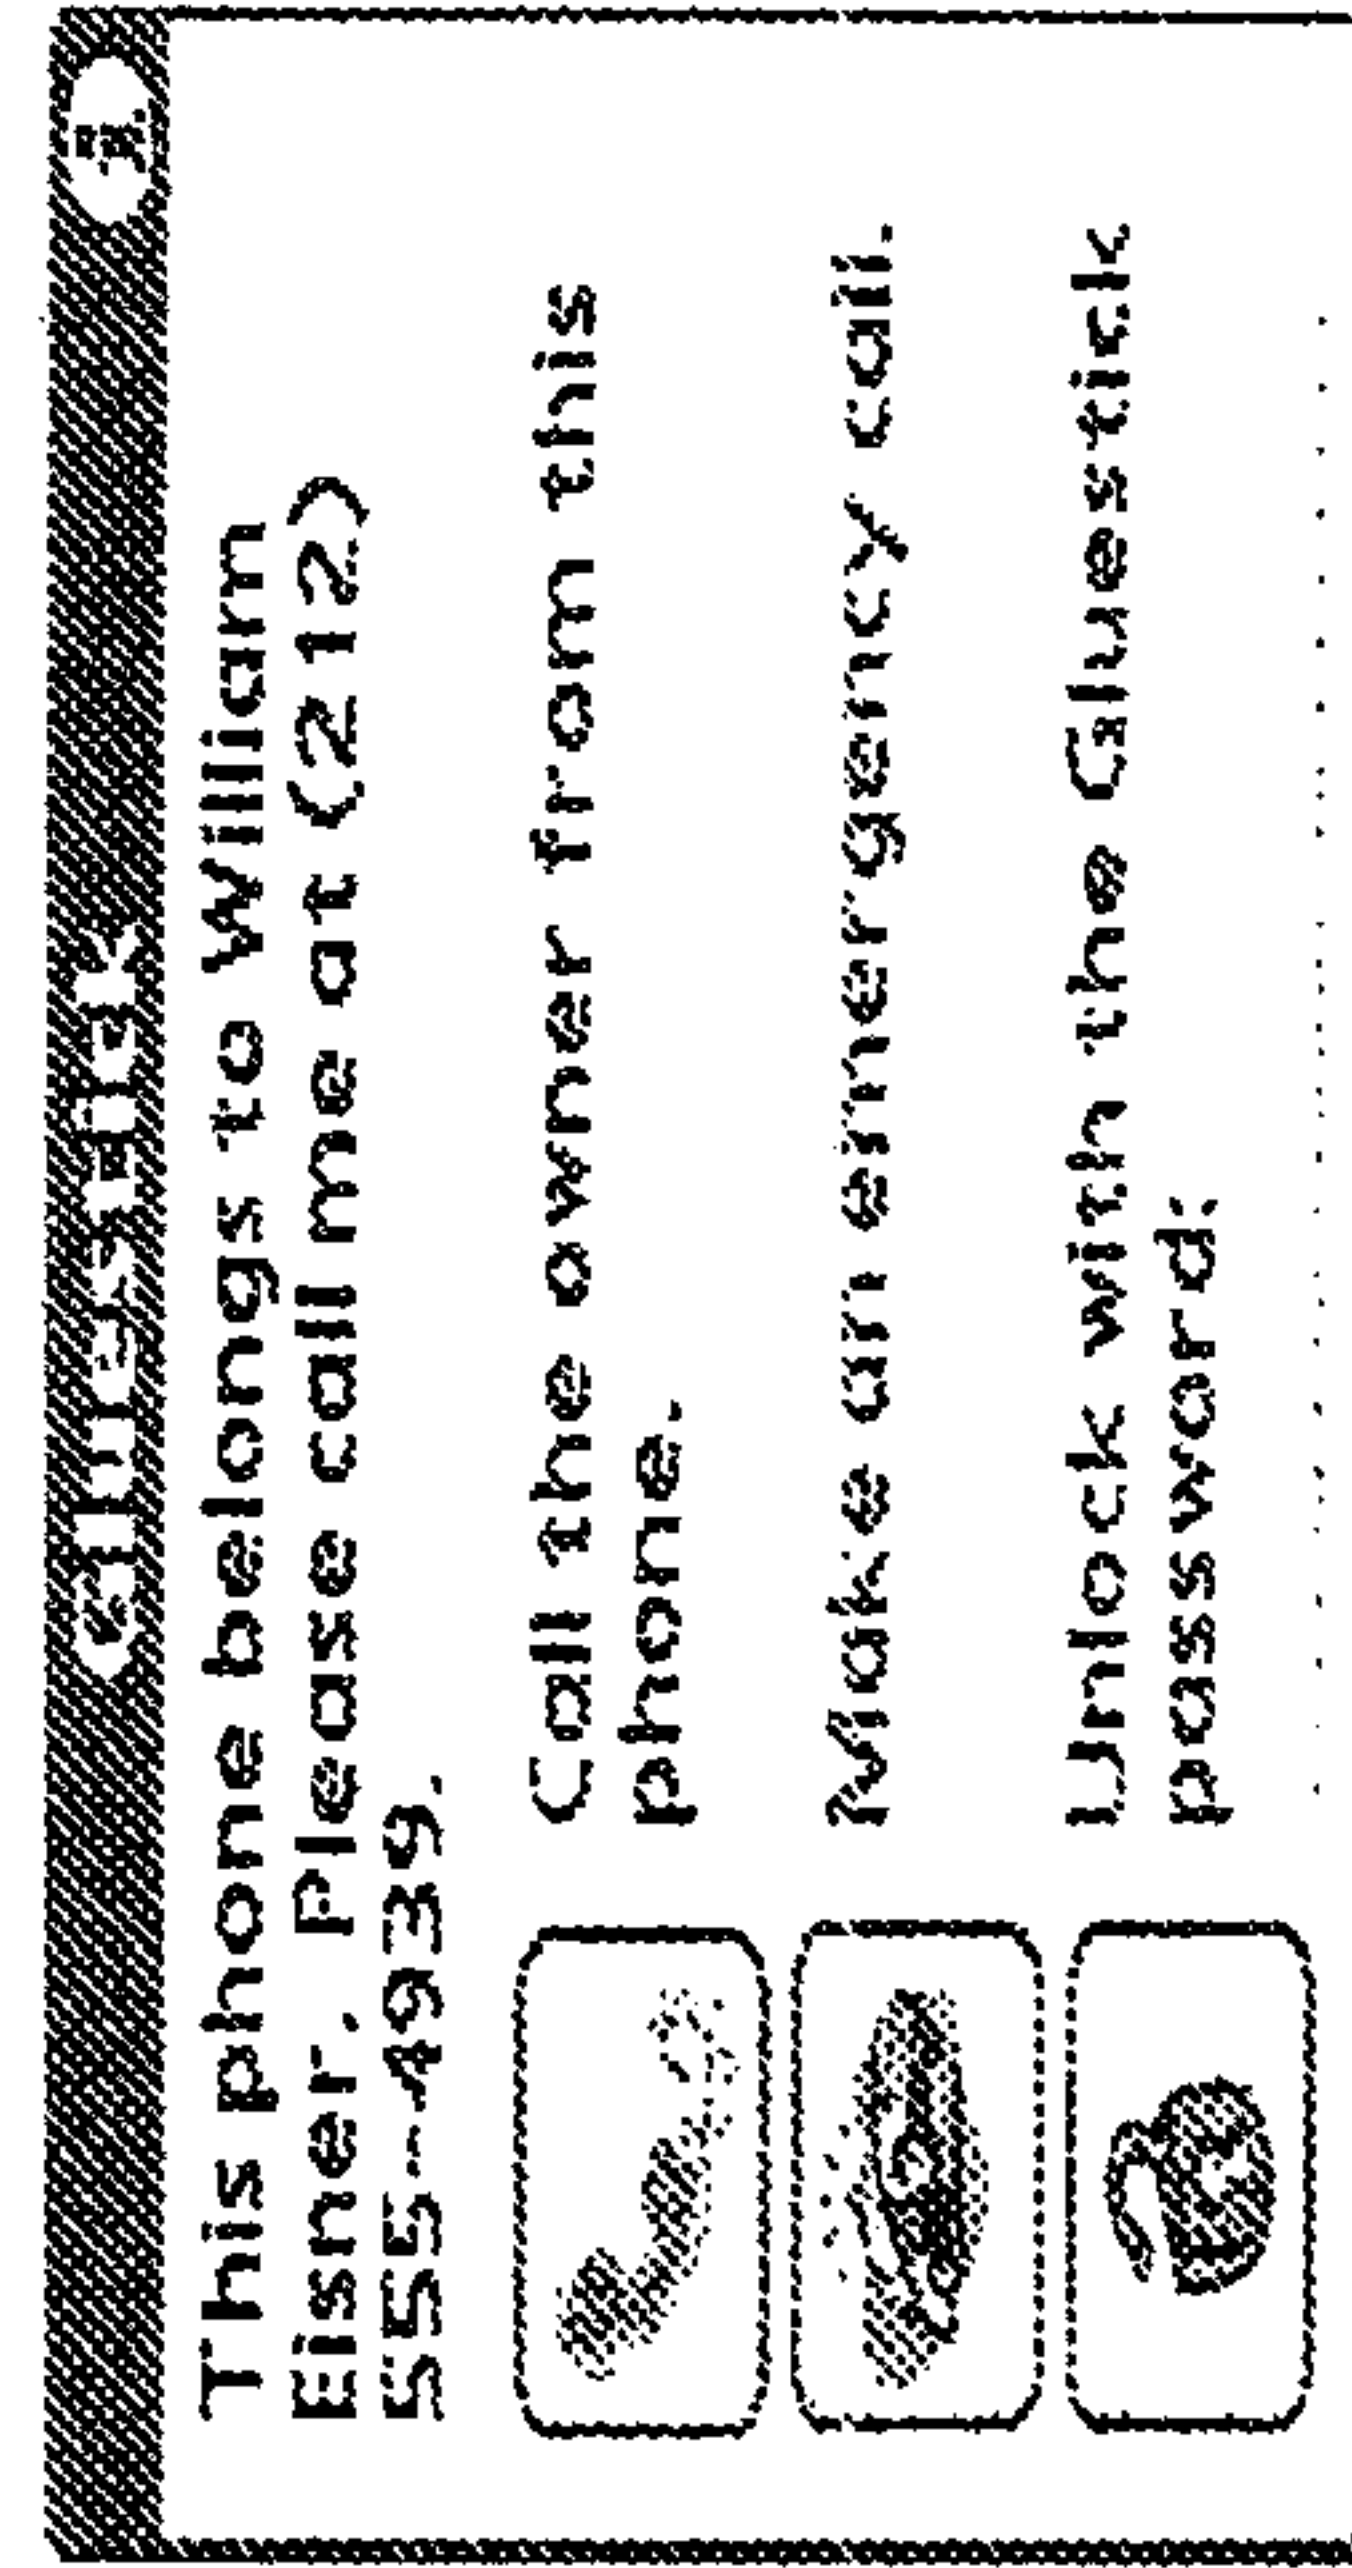 Gluestick
i
This phone belongs to William
Eisner. Please call me at (212)
555-4939.
Call the owner from this
phone.
Make an emergency call.
Unlock with the Gluestick
password: